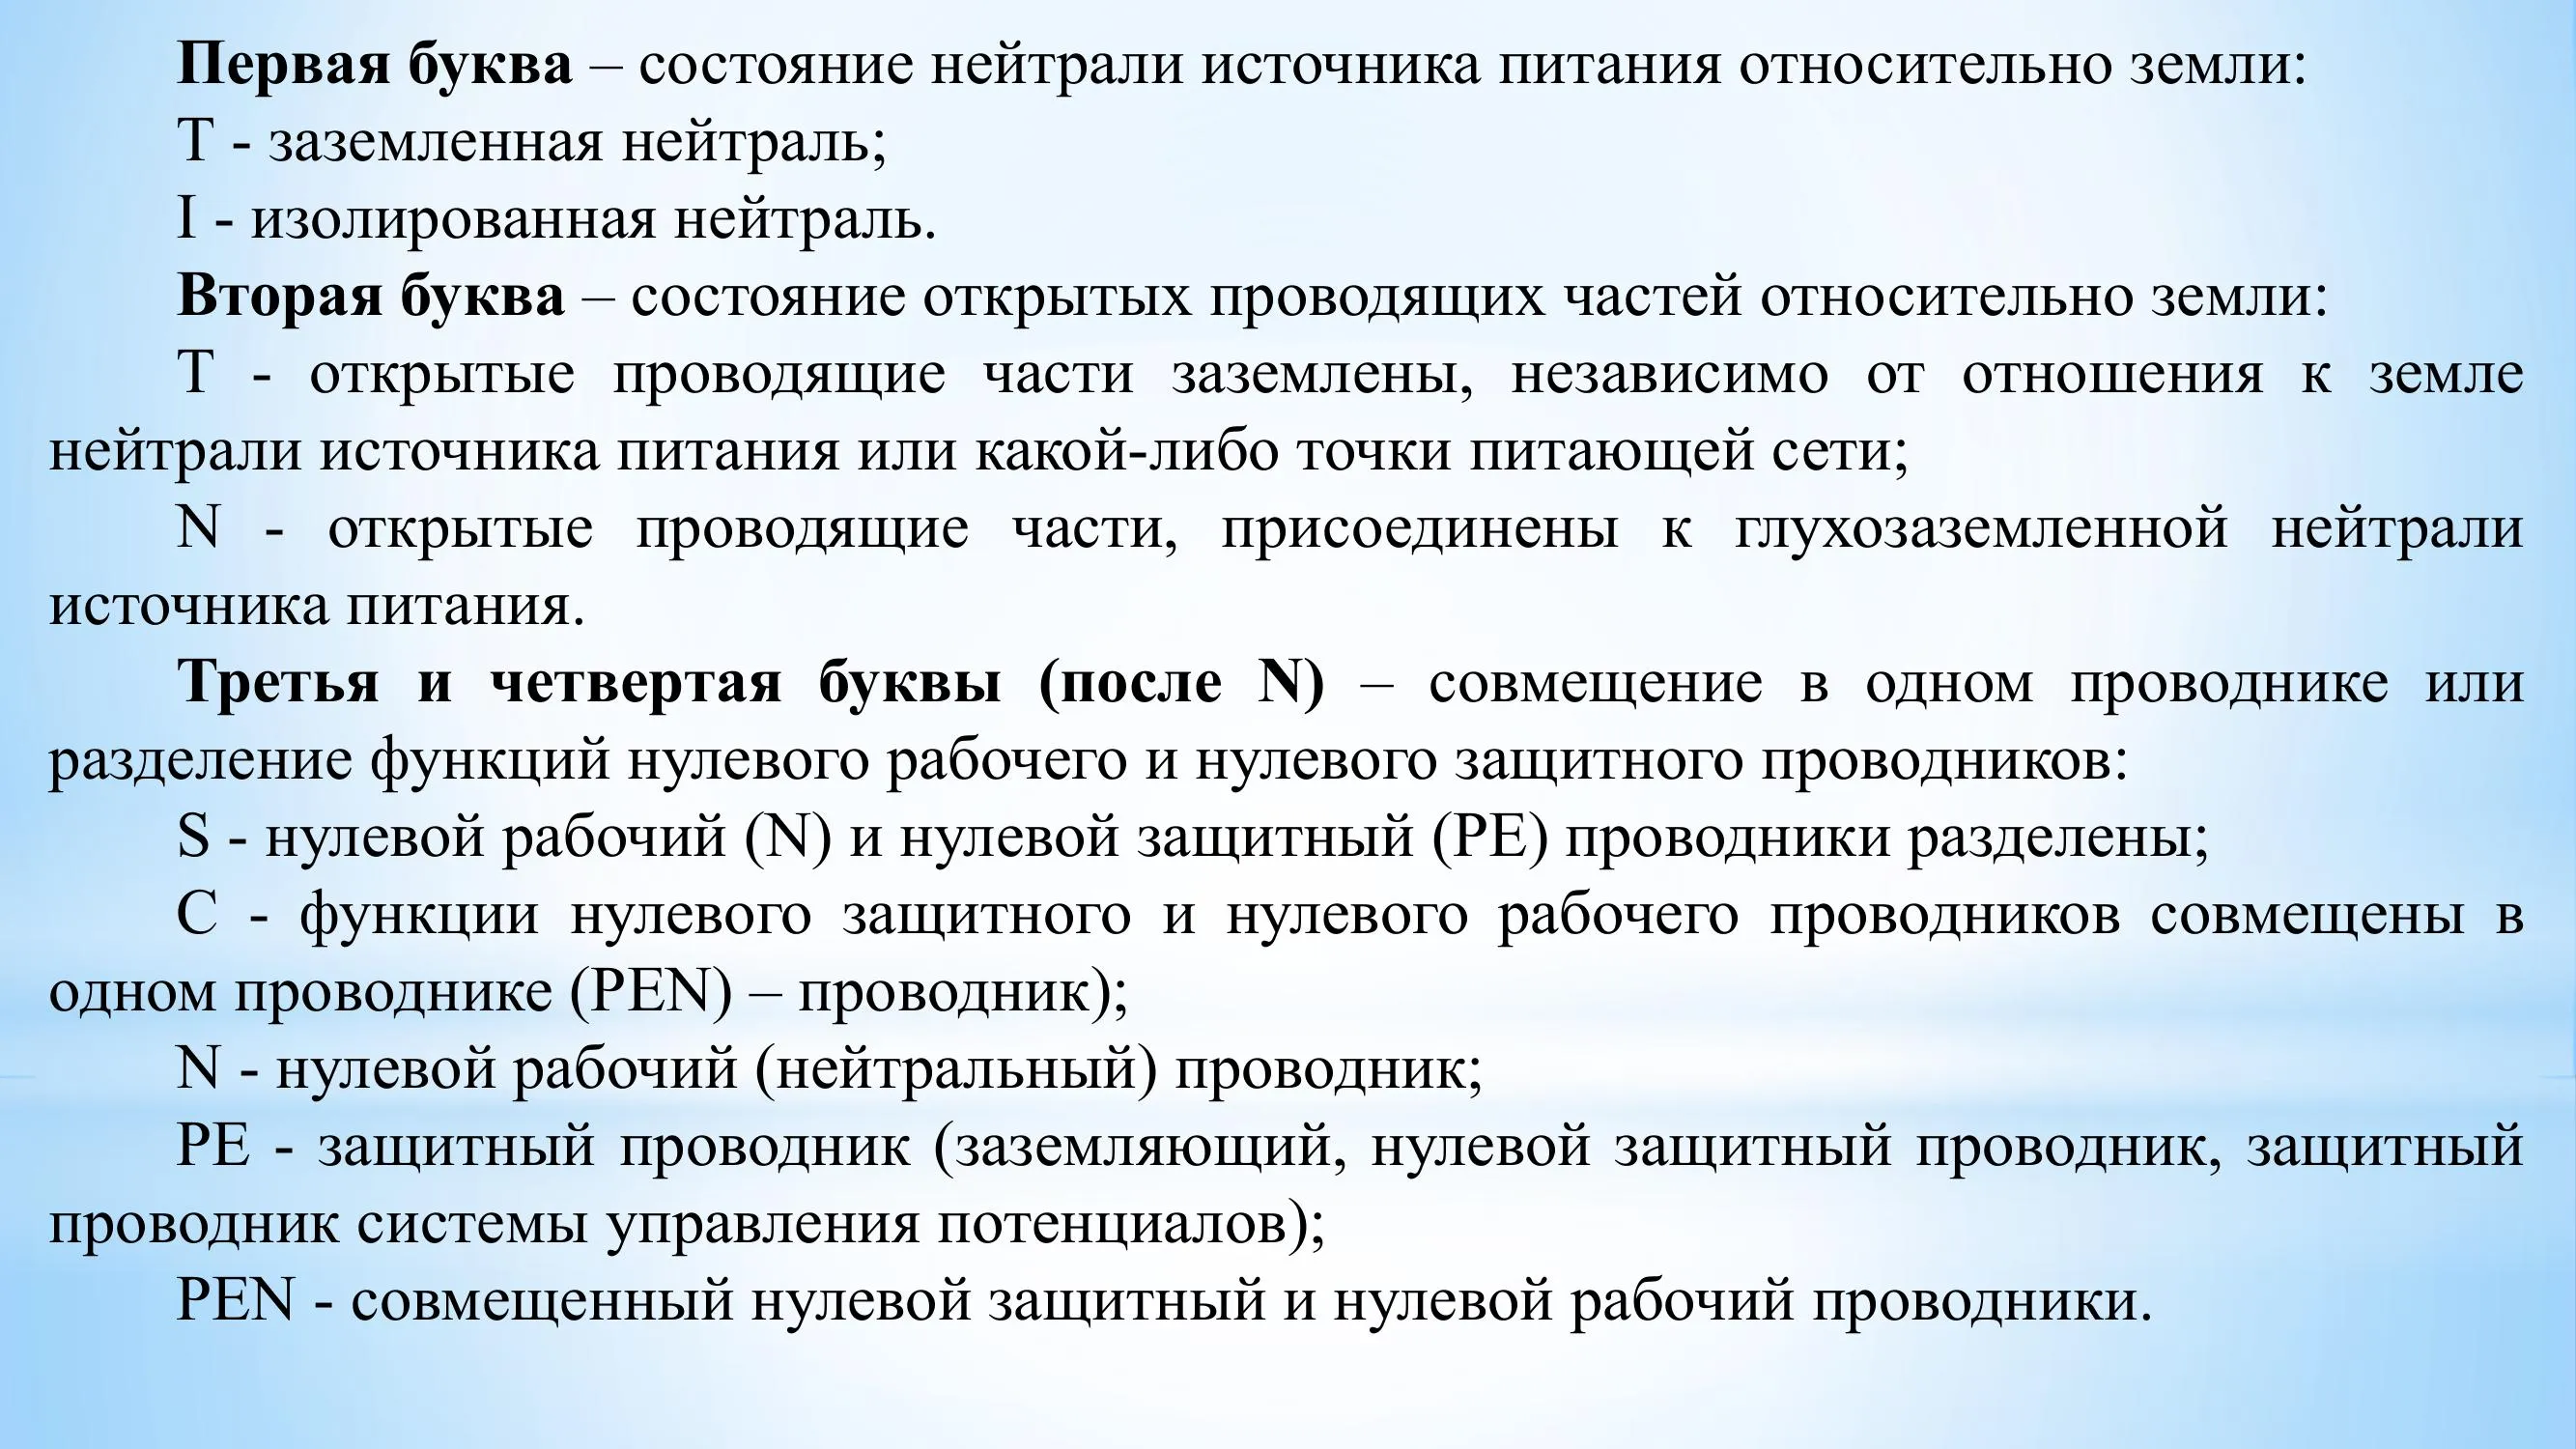 Первая буква – состояние нейтрали источника питания относительно земли:
Т - заземленная нейтраль;
I - изолированная нейтраль.
Вторая буква – состояние открытых проводящих частей относительно земли:
Т - открытые проводящие части заземлены, независимо от отношения к земле
нейтрали источника питания или какой-либо точки питающей сети;
N - открытые проводящие части, присоединены к глухозаземленной нейтрали
источника питания.
Третья и четвертая буквы (после N) – совмещение в одном проводнике или
разделение функций нулевого рабочего и нулевого защитного проводников:
S - нулевой рабочий (N) и нулевой защитный (PE) проводники разделены;
C - функции нулевого защитного и нулевого рабочего проводников совмещены в
одном проводнике (PEN) – проводник);
N - нулевой рабочий (нейтральный) проводник;
PE - защитный проводник (заземляющий, нулевой защитный проводник, защитный
проводник системы управления потенциалов);
PEN - совмещенный нулевой защитный и нулевой рабочий проводники.